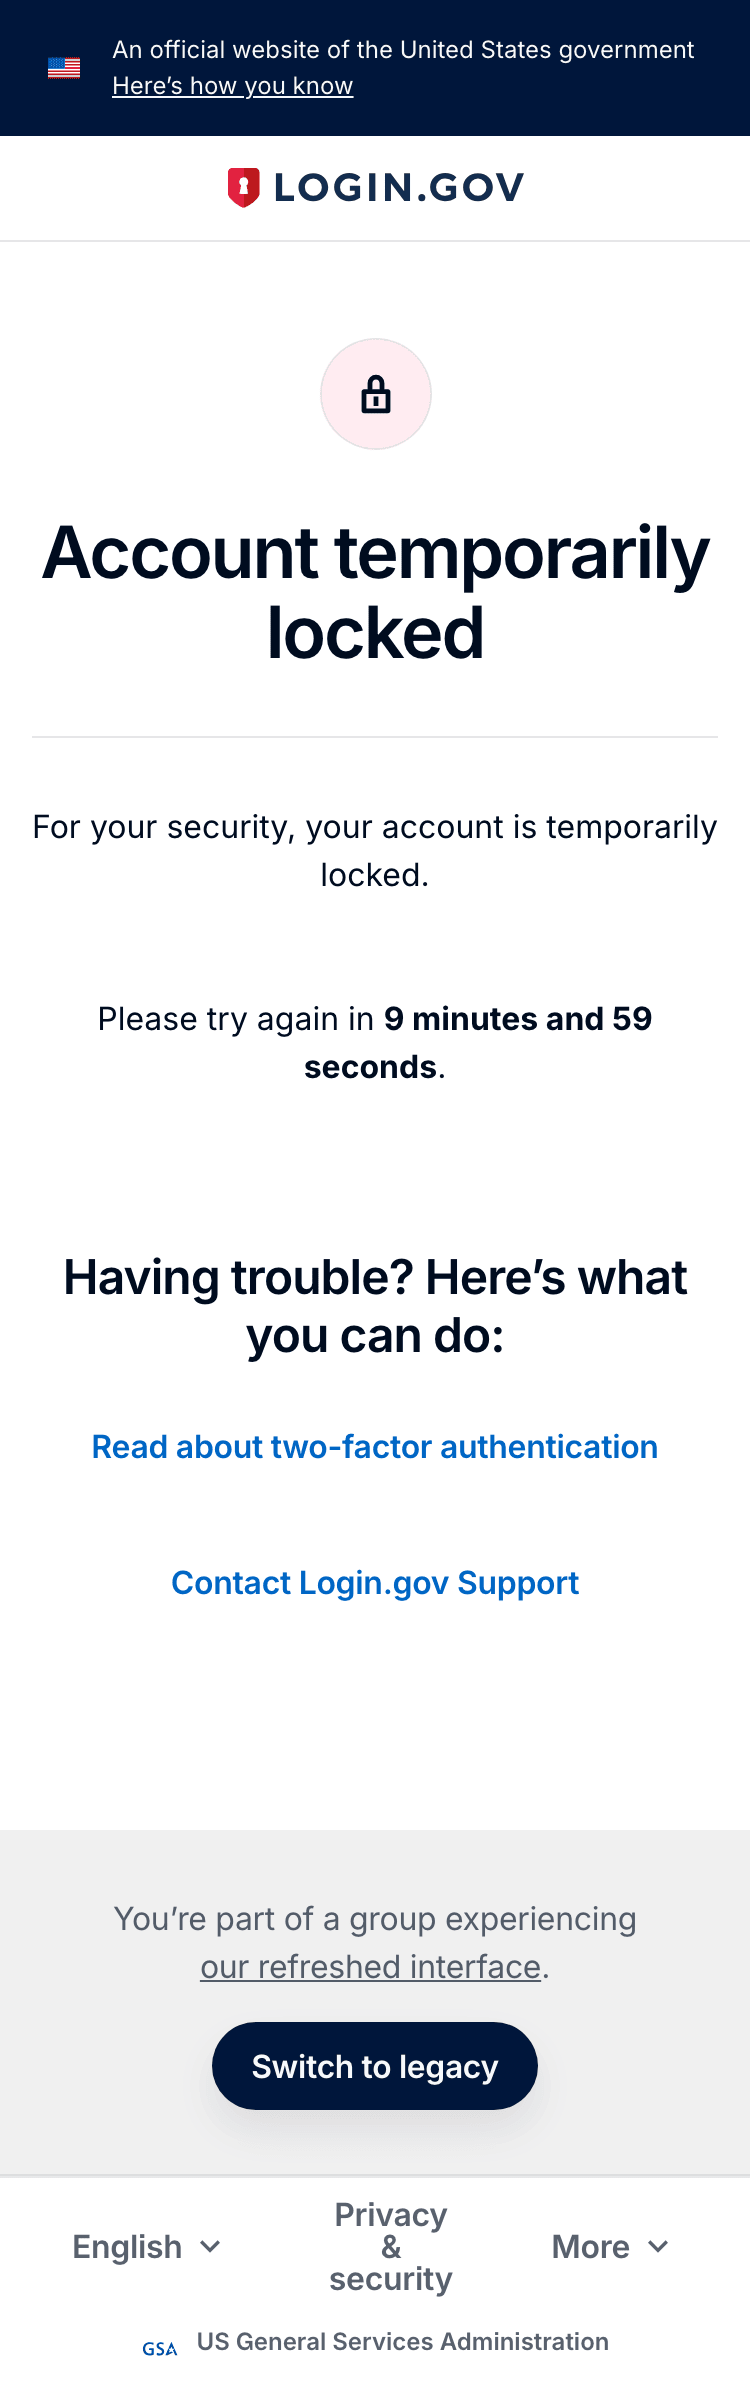 An official website of the United States government
Here’s how you know
LOGIN.GOV
Account temporarily
locked
For your security, your account is temporarily
locked.
Please try again in 9 minutes and 59
seconds.
Having trouble? Here’s what
you can do:
Read about two-factor authentication
Contact Login.gov Support
You’re part of a group experiencing
our refreshed interface.
Switch to legacy
English
Privacy
&
security
More
GSA US General Services Administration